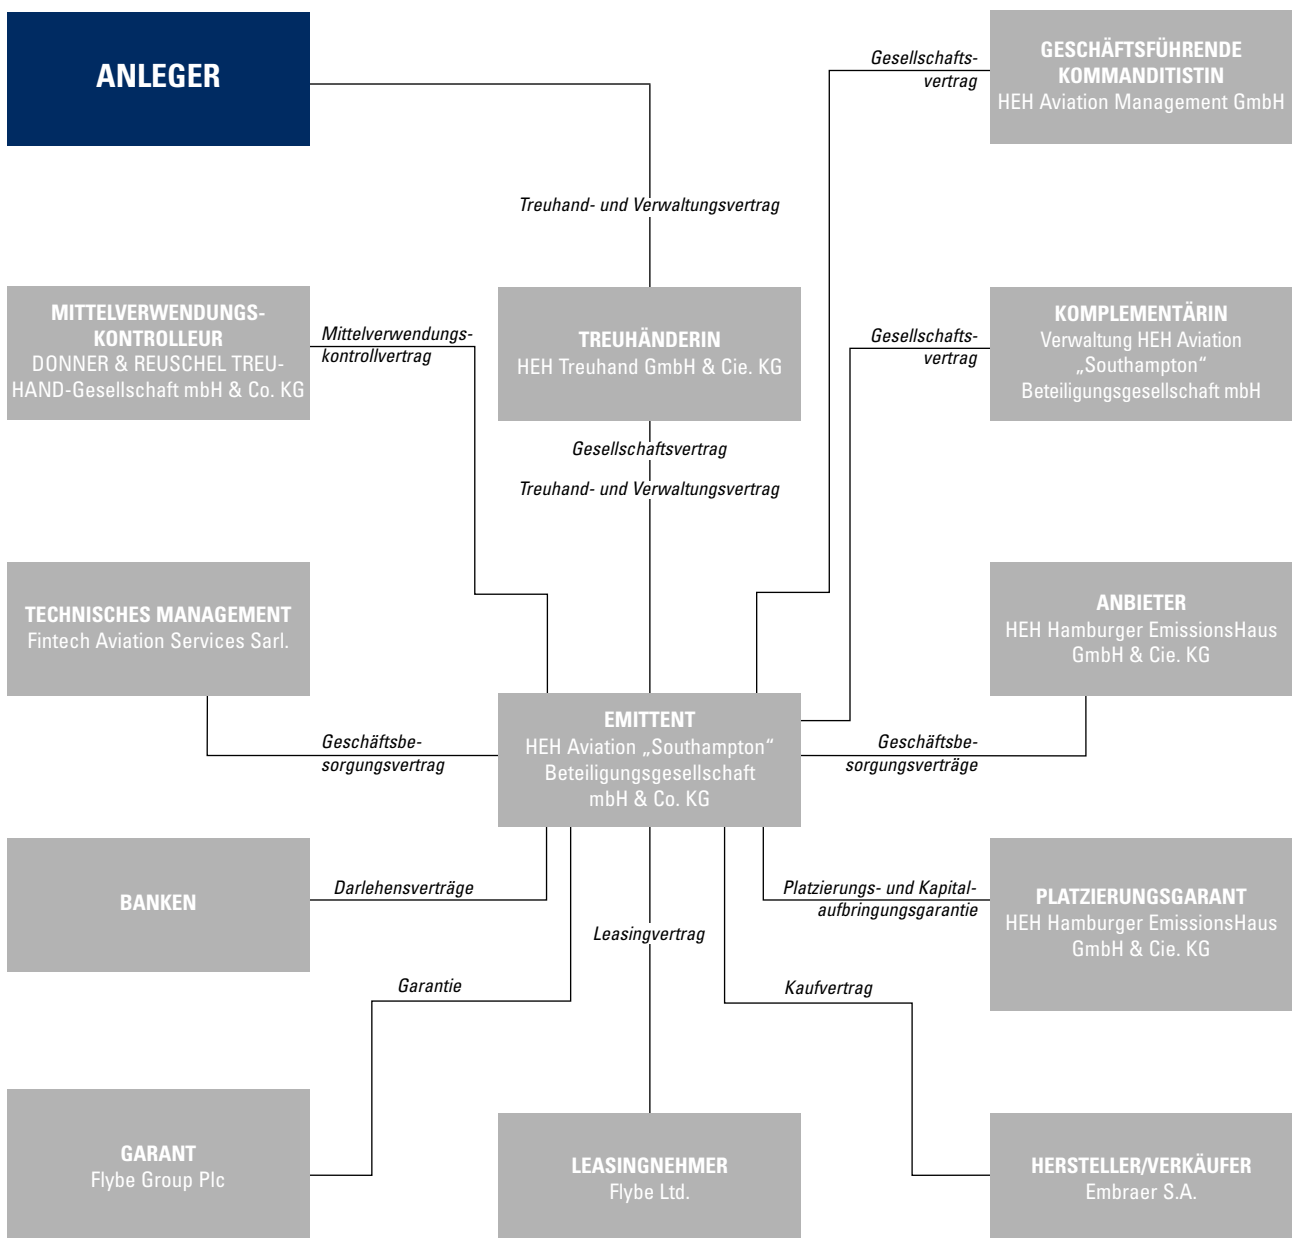 ANLEGER
Gesellschafts-
vertrag
GESCHÄFTSFÜHRENDE
KOMMANDITISTIN
HEH Aviation Management GmbH
Treuhand- und Verwaltungsvertrag
MITTELVERWENDUNGS-
KONTROLLEUR
DONNER & REUSCHEL TREU-
HAND-Gesellschaft mbH & Co. KG
Mittelverwendungs-
kontrollvertrag
TREUHÄNDERIN
HEH Treuhand GmbH & Cie. KG
Gesellschafts-
vertrag
KOMPLEMENTÄRIN
Verwaltung HEH Aviation
„Southampton“
Beteiligungsgesellschaft mbH
Gesellschaftsvertrag
Treuhand- und Verwaltungsvertrag
TECHNISCHES MANAGEMENT
Fintech Aviation Services Sarl.
ANBIETER
HEH Hamburger EmissionsHaus
GmbH & Cie. KG
Geschäftsbe-
sorgungsvertrag
EMITTENT
HEH Aviation „Southampton“
Beteiligungsgesellschaft
mbH & Co. KG
Geschäftsbe-
sorgungsverträge
BANKEN
Darlehensverträge
Leasingvertrag
Platzierungs- und Kapital-
aufbringungsgarantie
PLATZIERUNGSGARANT
HEH Hamburger EmissionsHaus
GmbH & Cie. KG
Garantie
Kaufvertrag
GARANT
Flybe Group Plc
LEASINGNEHMER
Flybe Ltd.
HERSTELLER/VERKÄUFER
Embraer S.A.